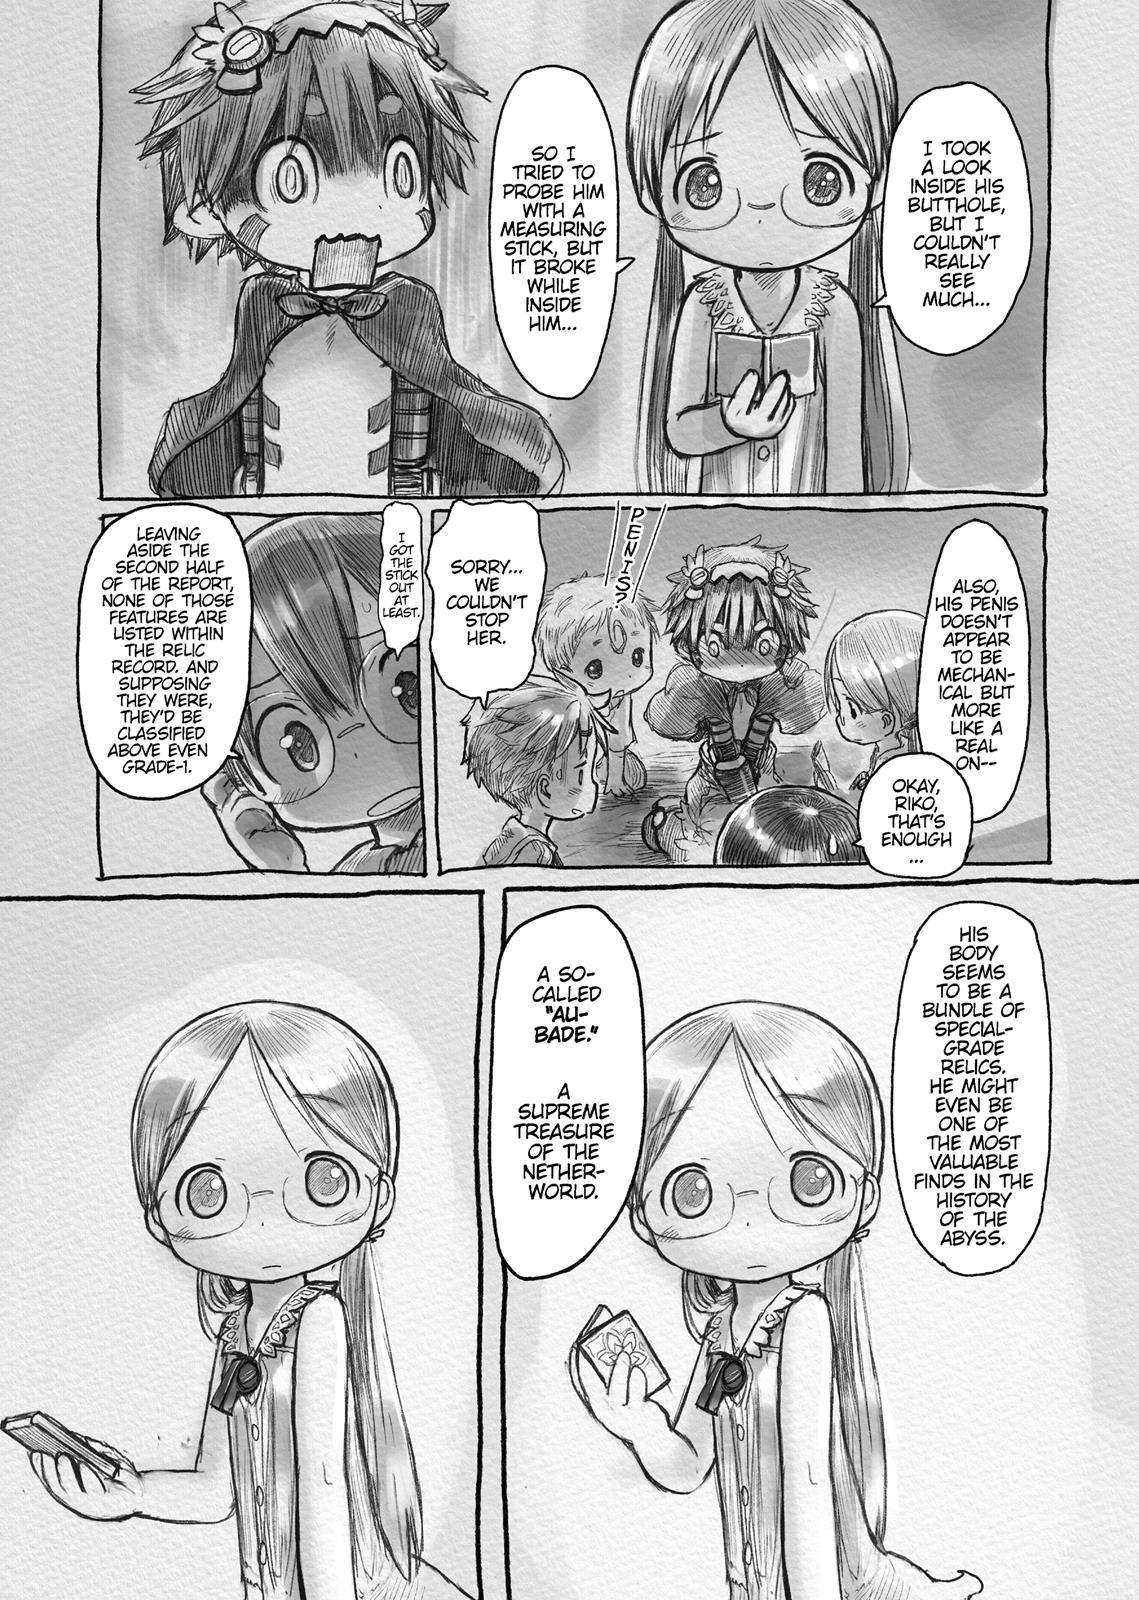 I TOOK
A LOOK
INSIDE HIS
BUTTHOLE,
BUT I
COULDN'T
REALLY
SEE
MUCH...
SO I
TRIED TO
PROBE HIM
WITH A
MEASURING
STICK, BUT
IT BROKE
WHILE
INSIDE
HIM...
ALSO,
HIS PENIS
DOESN'T
APPEAR
TO BE
MECHAN-
ICAL BUT
MORE
LIKE A
REAL
ON--
OKAY,
RIKO,
THAT'S
ENOUGH
...
PENIS?
SORRY...
WE
COULDN'T
STOP
HER.
I
GOT
THE
STICK
OUT
AT
LEAST.
LEAVING
ASIDE THE
SECOND HALF
OF THE REPORT,
NONE OF THOSE
FEATURES ARE
LISTED WITHIN
THE RELIC
RECORD. AND
SUPPOSING
THEY WERE,
THEY'D BE
CLASSIFIED
ABOVE EVEN
GRADE-1.
HIS
BODY
SEEMS
TO BE A
BUNDLE OF
SPECIAL-
GRADE
RELICS.
HE MIGHT
EVEN BE
ONE OF
THE MOST
VALUABLE
FINDS IN THE
HISTORY
OF THE
ABYSS.
A SO-
CALLED
"AU-
BADE."
A
SUPREME
TREASURE
OF THE
NETHER-
WORLD.